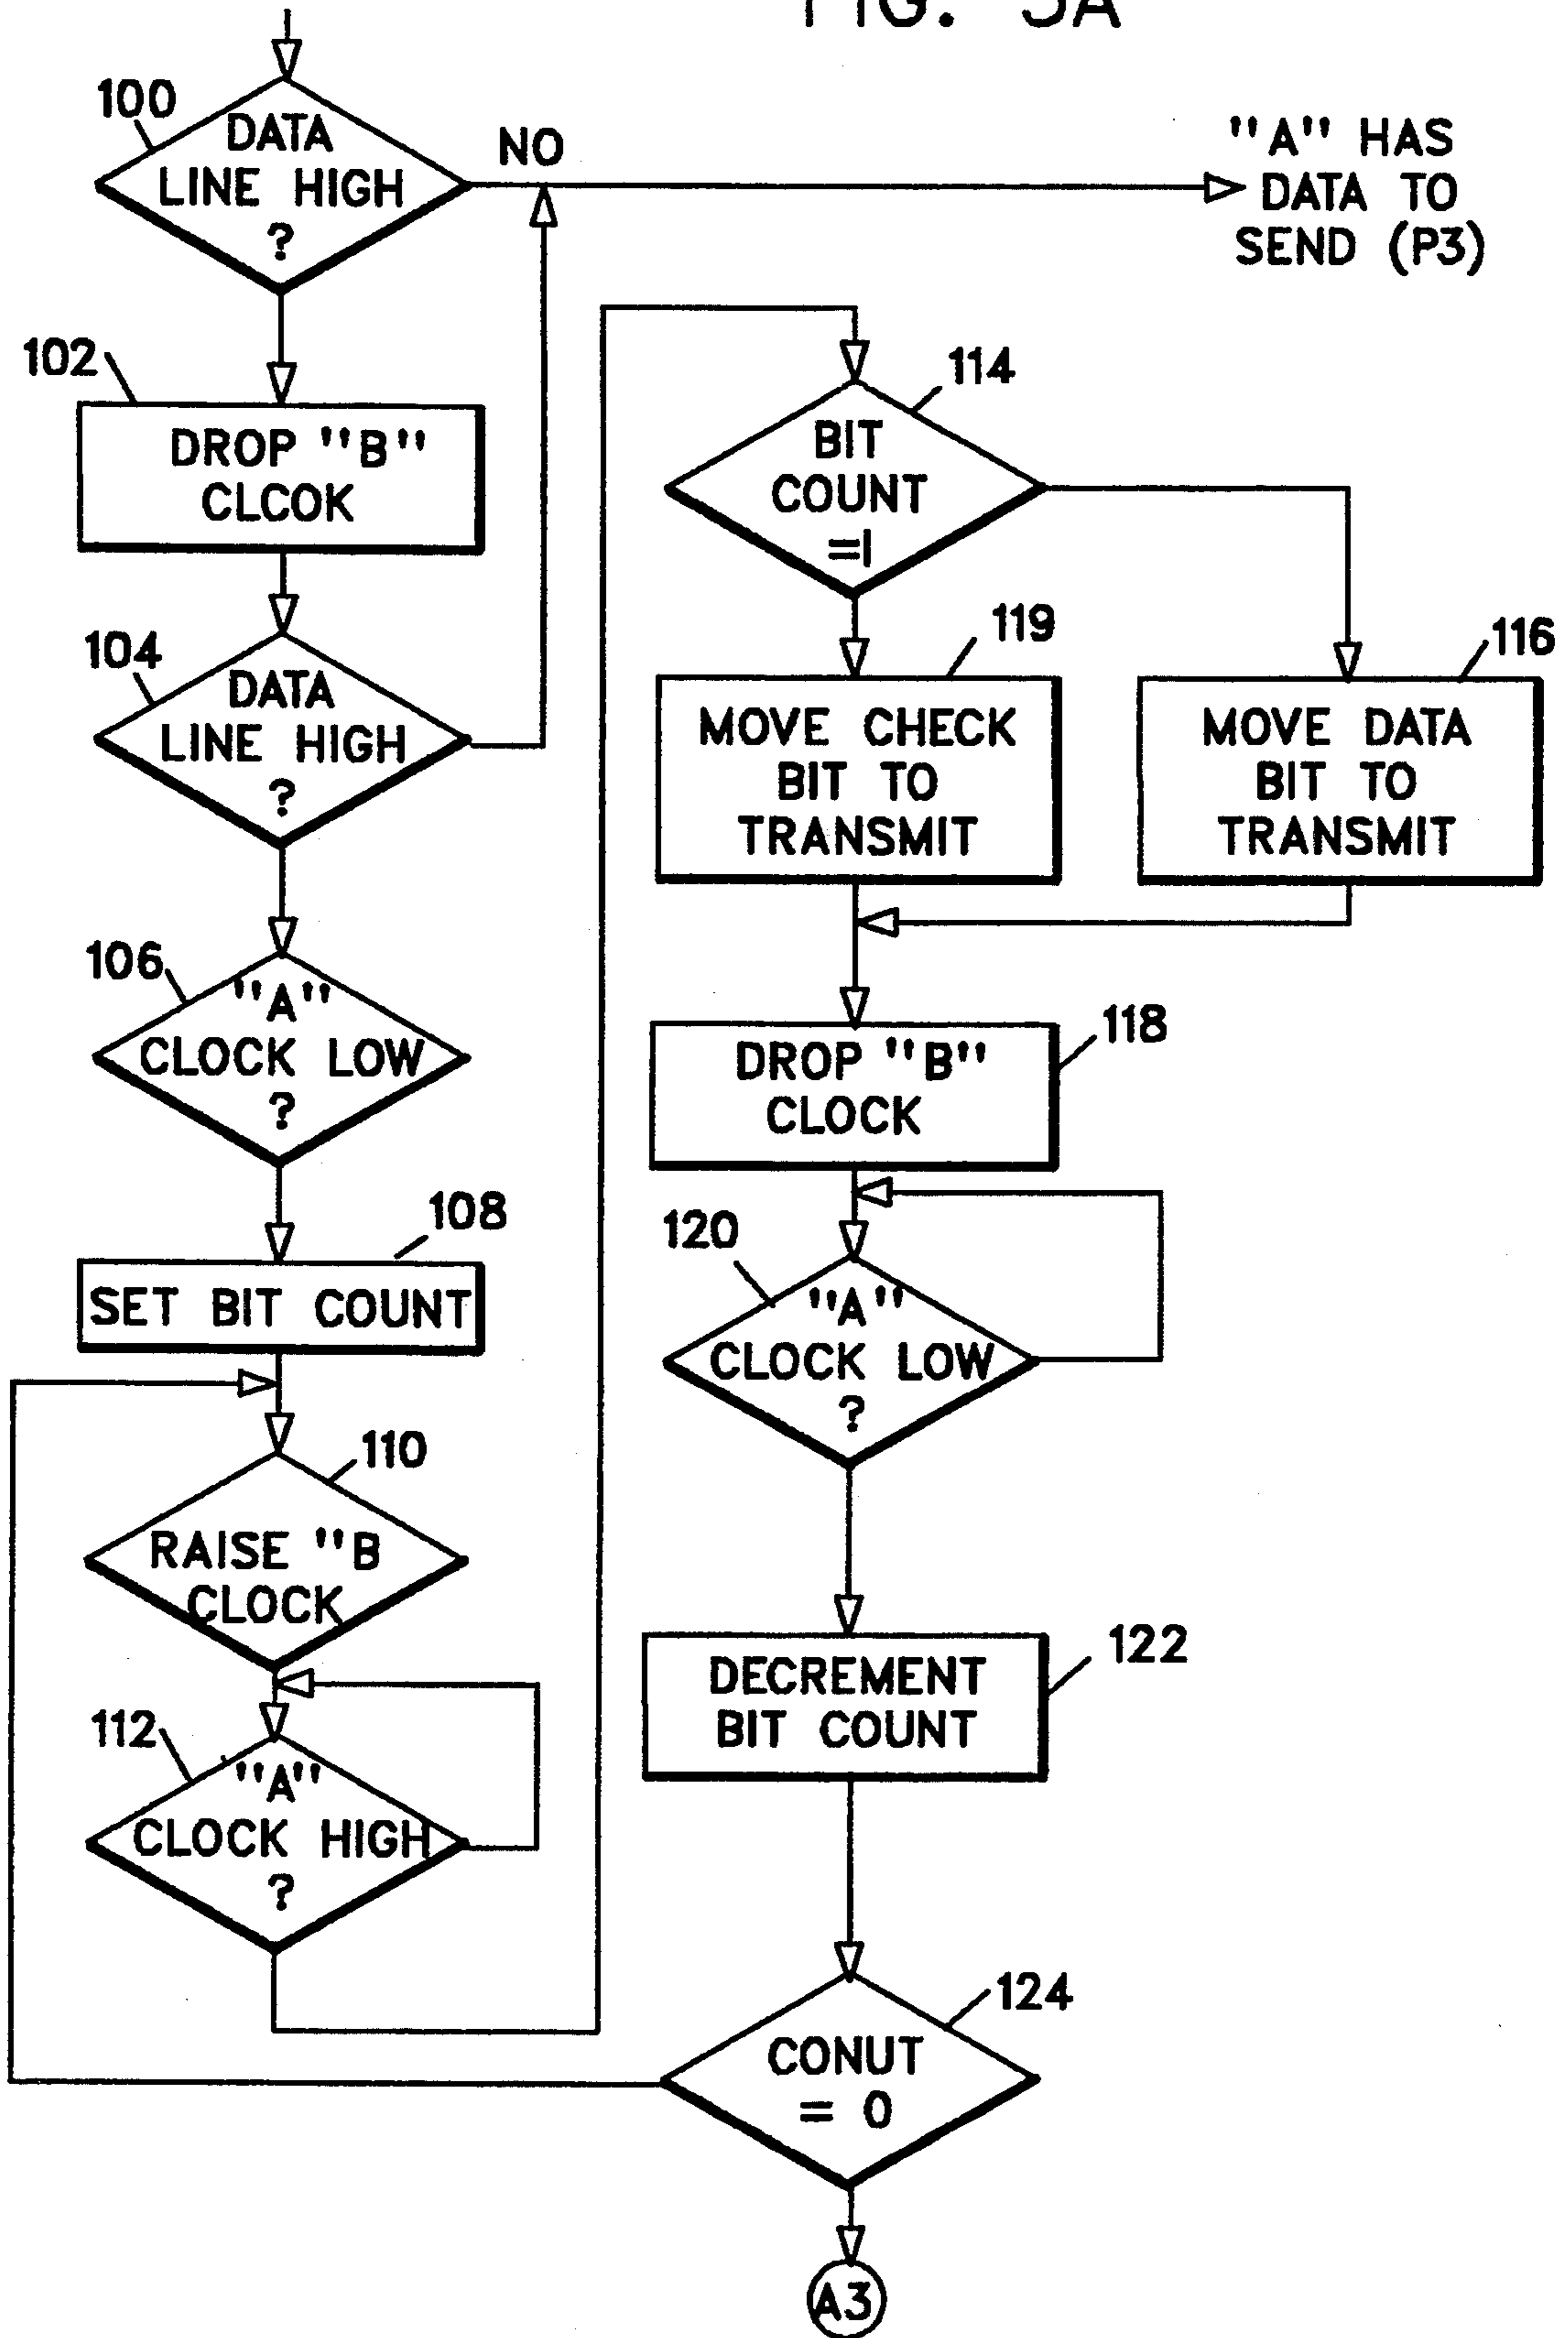 FIG. 3A
100
DATA
LINE HIGH
?
NO
"A" HAS
DATA TO
SEND (P3)
102
DROP "B"
CLCOK
104
DATA
LINE HIGH
?
106
"A"
CLOCK LOW
?
108
SET BIT COUNT
110
RAISE "B
CLOCK
112
"A"
CLOCK HIGH
?
114
BIT
COUNT
=1
119
MOVE CHECK
BIT TO
TRANSMIT
116
MOVE DATA
BIT TO
TRANSMIT
118
DROP "B"
CLOCK
120
"A"
CLOCK LOW
?
122
DECREMENT
BIT COUNT
124
CONUT
= 0
A3